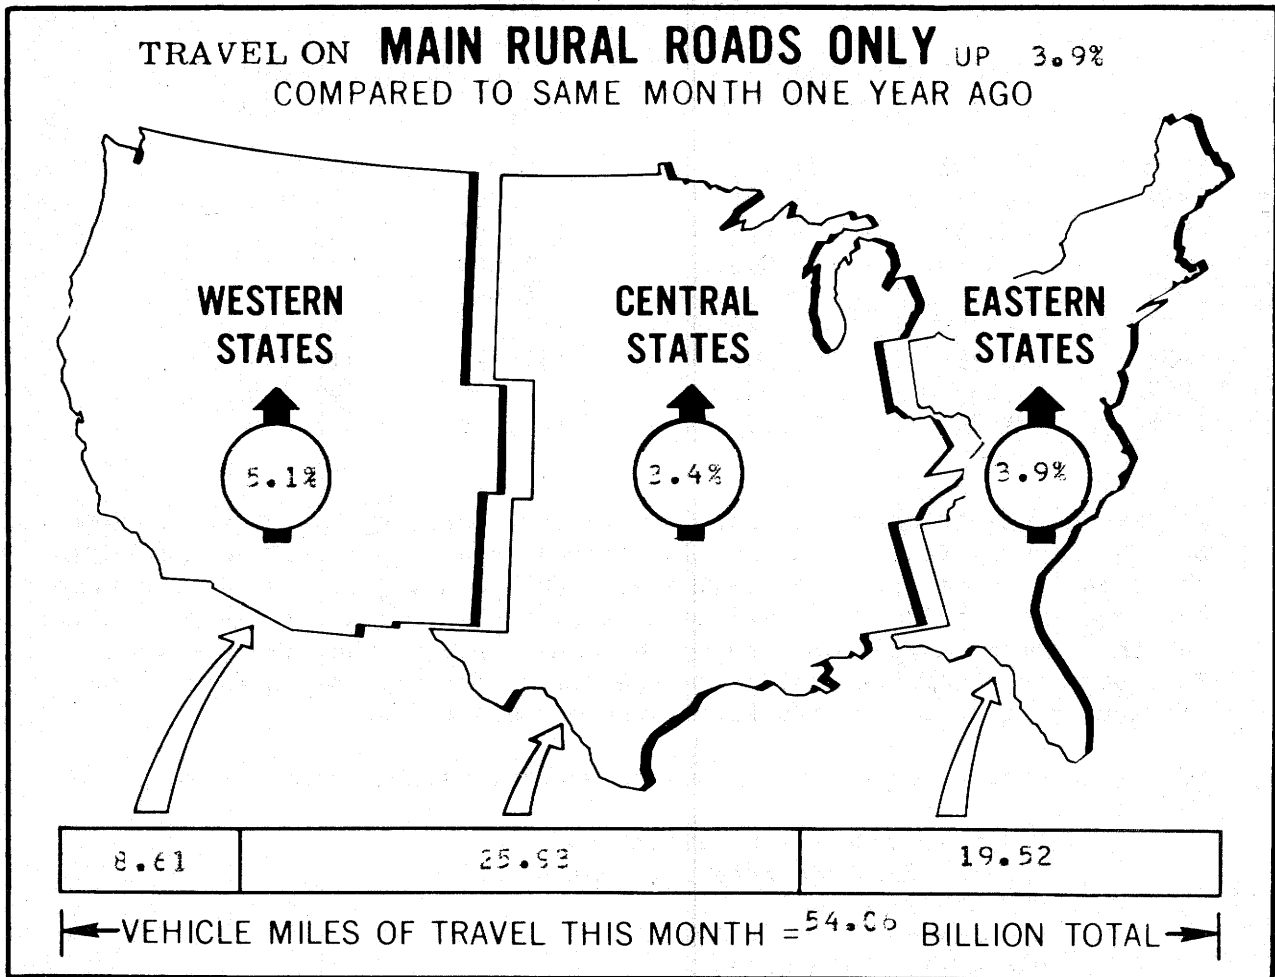 TRAVEL ON MAIN RURAL ROADS ONLY UP 3.9%
COMPARED TO SAME MONTH ONE YEAR AGO
WESTERN
STATES
5.1%
CENTRAL
STATES
3.4%
EASTERN
STATES
3.9%
8.61
25.93
19.52
VEHICLE MILES OF TRAVEL THIS MONTH = 54.06 BILLION TOTAL